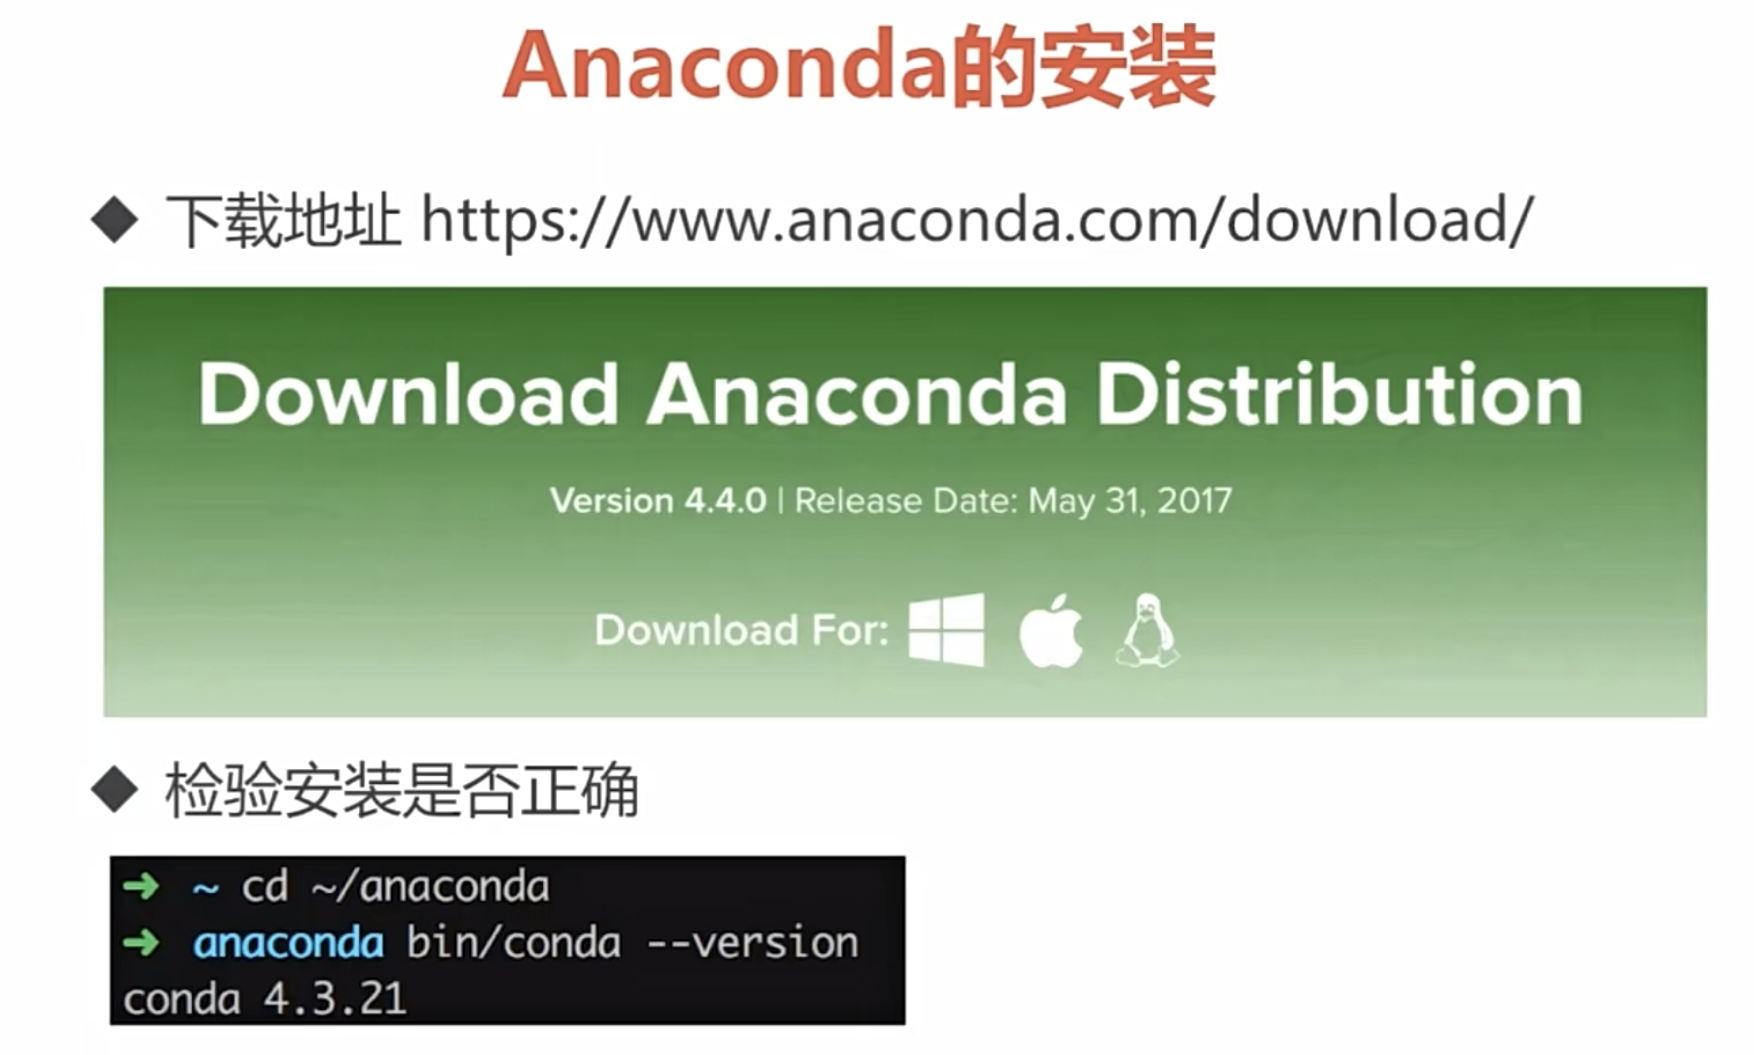 Anaconda的安装
下载地址 https://www.anaconda.com/download/
Download Anaconda Distribution
Version 4.4.0 | Release Date: May 31, 2017
Download For:
检验安装是否正确
➜ ~ cd ~/anaconda
➜ anaconda bin/conda --version
conda 4.3.21